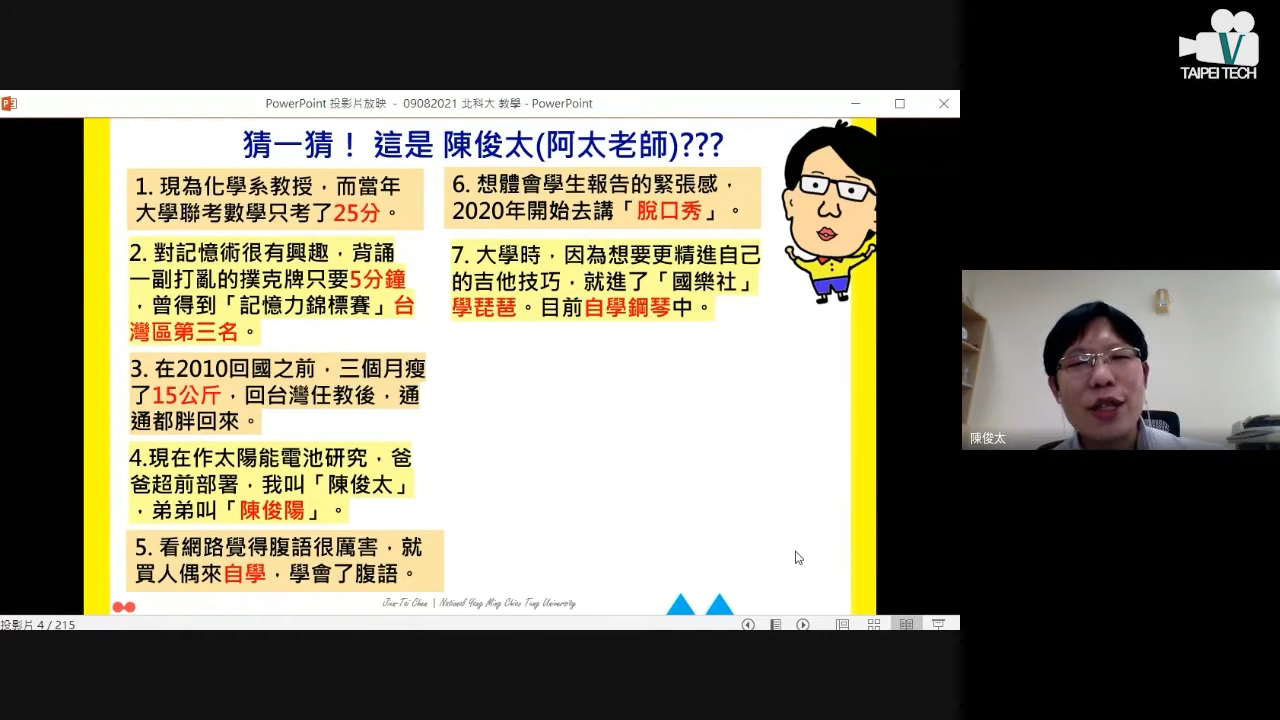 TAIPEI TECH
PowerPoint 投影片放映 - 09082021 北科大 教學 - PowerPoint
猜一猜！ 這是 陳俊太(阿太老師)???
1. 現為化學系教授，而當年
大學聯考數學只考了25分。
2. 對記憶術很有興趣，背誦
一副打亂的撲克牌只要5分鐘
，曾得到「記憶力錦標賽」台
灣區第三名。
3. 在2010回國之前，三個月瘦
了15公斤，回台灣任教後，通
通都胖回來。
4.現在作太陽能電池研究，爸
爸超前部署，我叫「陳俊太」
，弟弟叫「陳俊陽」。
5. 看網路覺得腹語很厲害，就
買人偶來自學，學會了腹語。
6. 想體會學生報告的緊張感，
2020年開始去講「脫口秀」。
7. 大學時，因為想要更精進自己
的吉他技巧，就進了「國樂社」
學琵琶。目前自學鋼琴中。
Jiun-Tai Chen | National Yang Ming Chiao Tung University
投影片 4 / 215
陳俊太